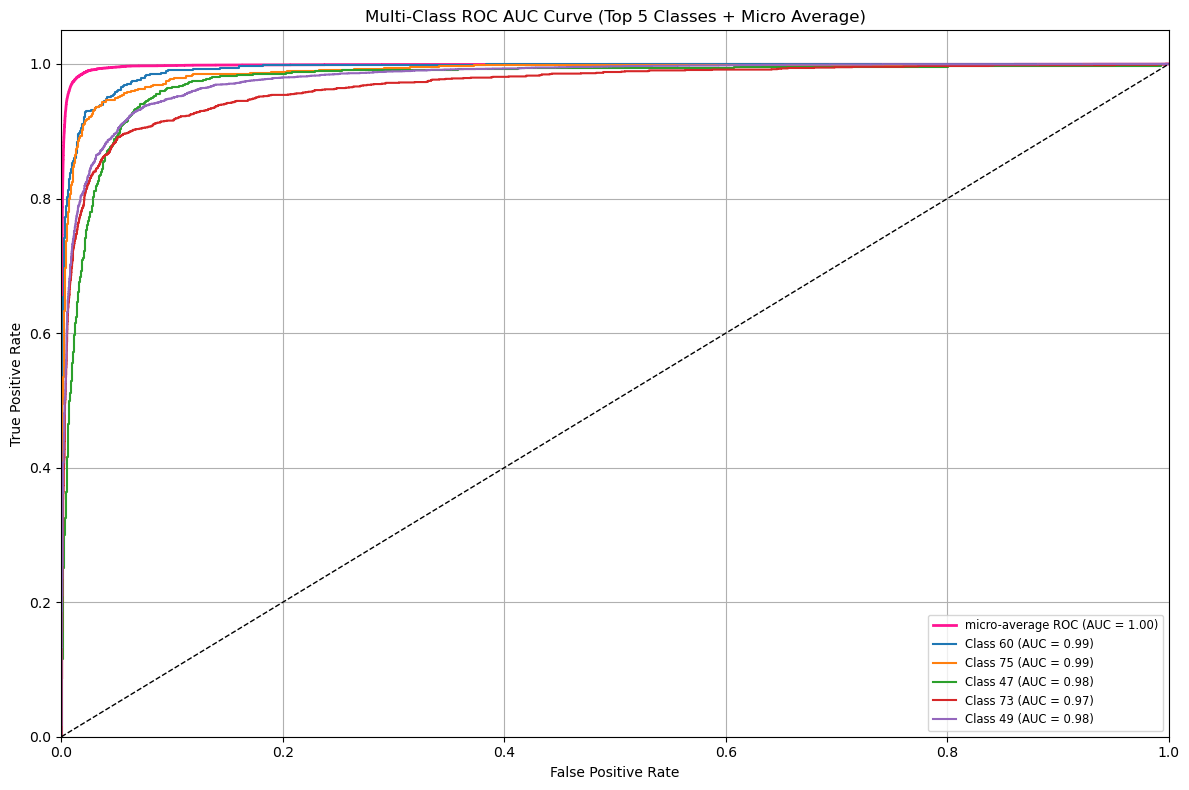 Multi-Class ROC AUC Curve (Top 5 Classes + Micro Average)
True Positive Rate
1.0
0.8
0.6
0.4
0.2
0.0
0.0 0.2 0.4 0.6 0.8 1.0
False Positive Rate
micro-average ROC (AUC = 1.00)
Class 60 (AUC = 0.99)
Class 75 (AUC = 0.99)
Class 47 (AUC = 0.98)
Class 73 (AUC = 0.97)
Class 49 (AUC = 0.98)